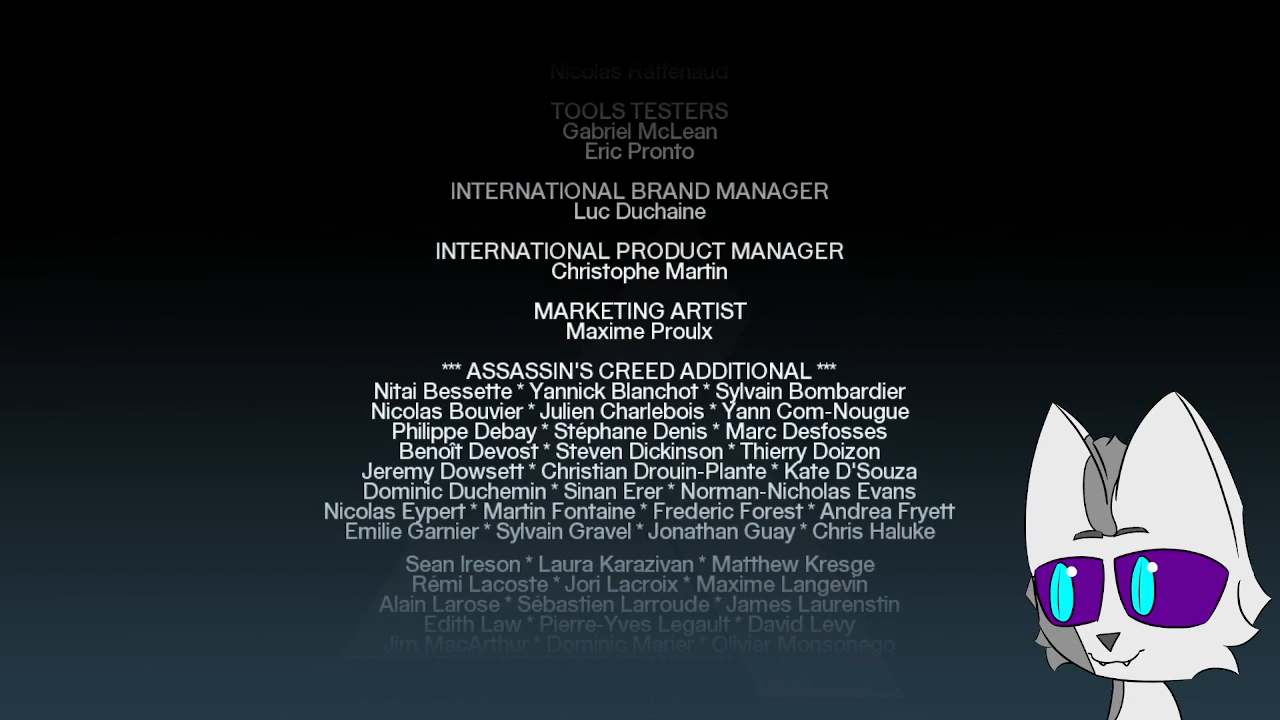 Nicolas Raffenaud
TOOLS TESTERS
Gabriel McLean
Eric Pronto
INTERNATIONAL BRAND MANAGER
Luc Duchaine
INTERNATIONAL PRODUCT MANAGER
Christophe Martin
MARKETING ARTIST
Maxime Proulx
*** ASSASSIN'S CREED ADDITIONAL ***
Nitai Bessette * Yannick Blanchot * Sylvain Bombardier
Nicolas Bouvier * Julien Charlebois * Yann Com-Nougue
Philippe Debay * Stéphane Denis * Marc Desfosses
Benoît Devost * Steven Dickinson * Thierry Doizon
Jeremy Dowsett * Christian Drouin-Plante * Kate D'Souza
Dominic Duchemin * Sinan Erer * Norman-Nicholas Evans
Nicolas Eypert * Martin Fontaine * Frederic Forest * Andrea Fryett
Emilie Garnier * Sylvain Gravel * Jonathan Guay * Chris Haluke
Sean Ireson * Laura Karazivan * Matthew Kresge
Rémi Lacoste * Jori Lacroix * Maxime Langevin
Alain Larose * Sébastien Larroude * James Laurenstin
Edith Law * Pierre-Yves Legault * David Levy
Jim MacArthur * Dominic Marier * Olivier Monsonego